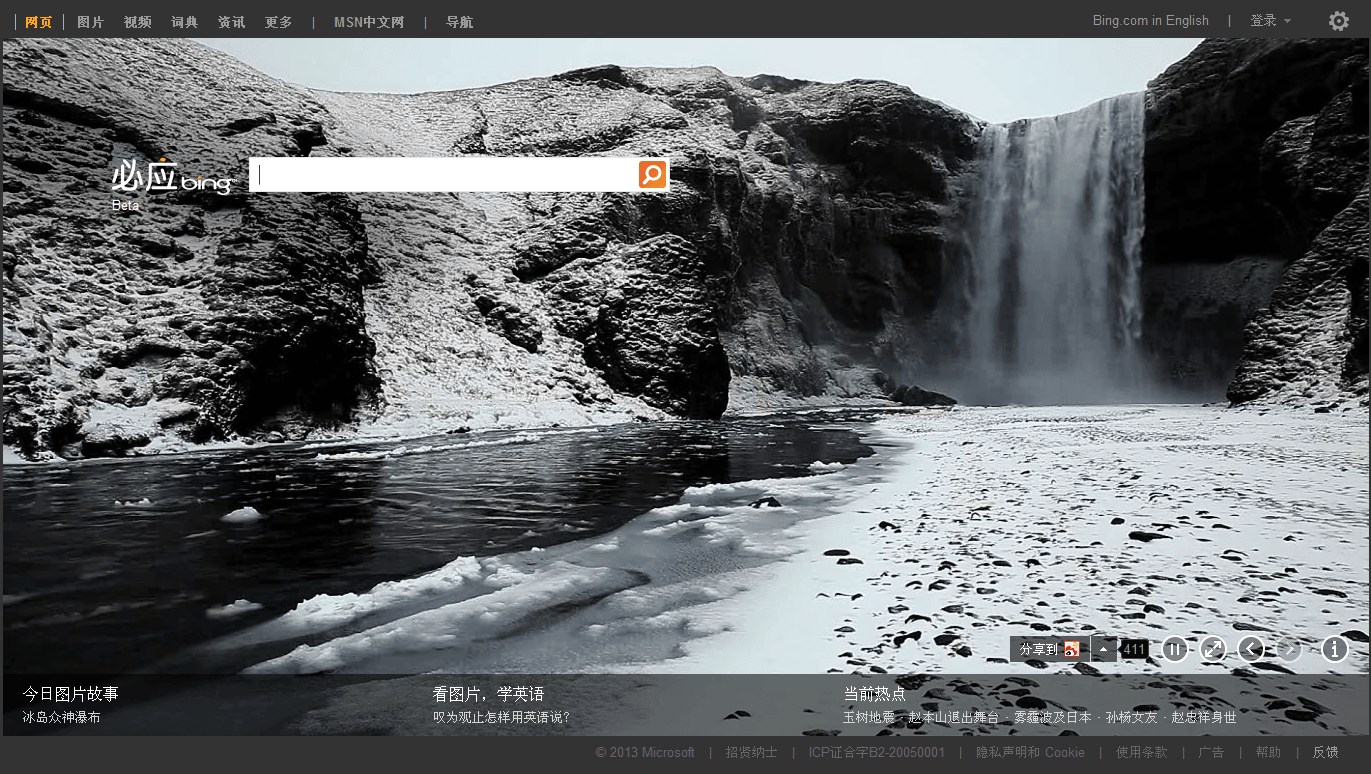 网页 图片 视频 词典 资讯 更多 | MSN中文网 | 导航 Bing.com in English | 登录
必应 bing
Beta
分享到 411
今日图片故事 看图片，学英语 当前热点
冰岛众神瀑布 叹为观止怎样用英语说? 玉树地震 · 赵本山退出舞台 · 雾霾波及日本 · 孙杨女友 · 赵忠祥身世
© 2013 Microsoft | 招贤纳士 | ICP证合字B2-20050001 | 隐私声明和 Cookie | 使用条款 | 广告 | 帮助 | 反馈